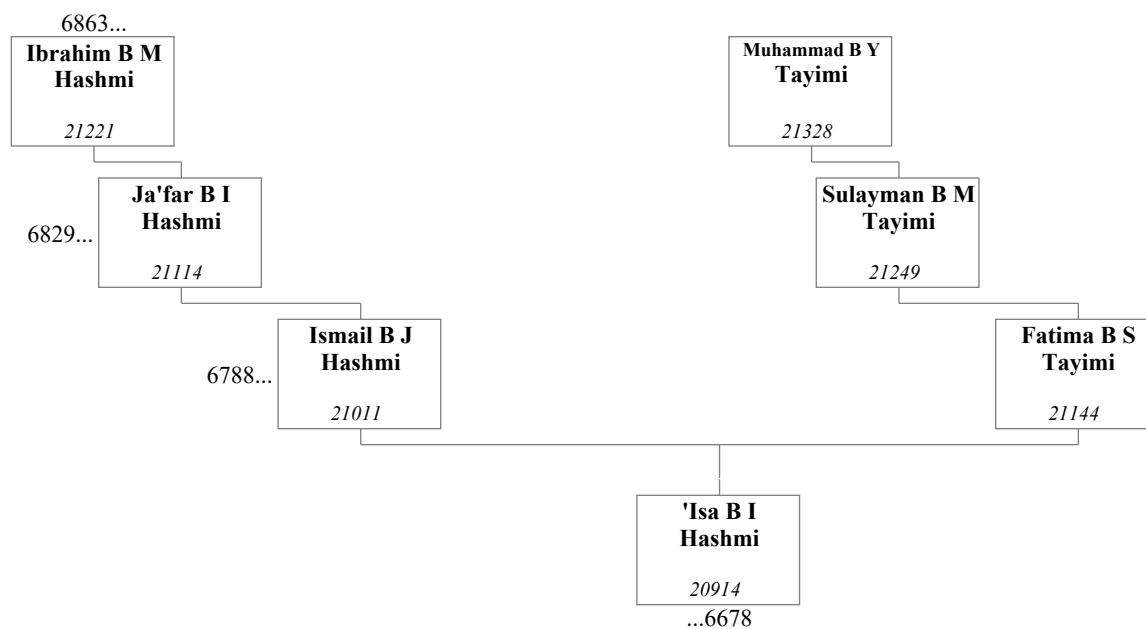 6863...
Ibrahim B M
Hashmi
21221
Muhammad B Y
Tayimi
21328
Ja'far B I
Hashmi
21114
6829...
Sulayman B M
Tayimi
21249
Ismail B J
Hashmi
21011
6788...
Fatima B S
Tayimi
21144
'Isa B I
Hashmi
20914
...6678